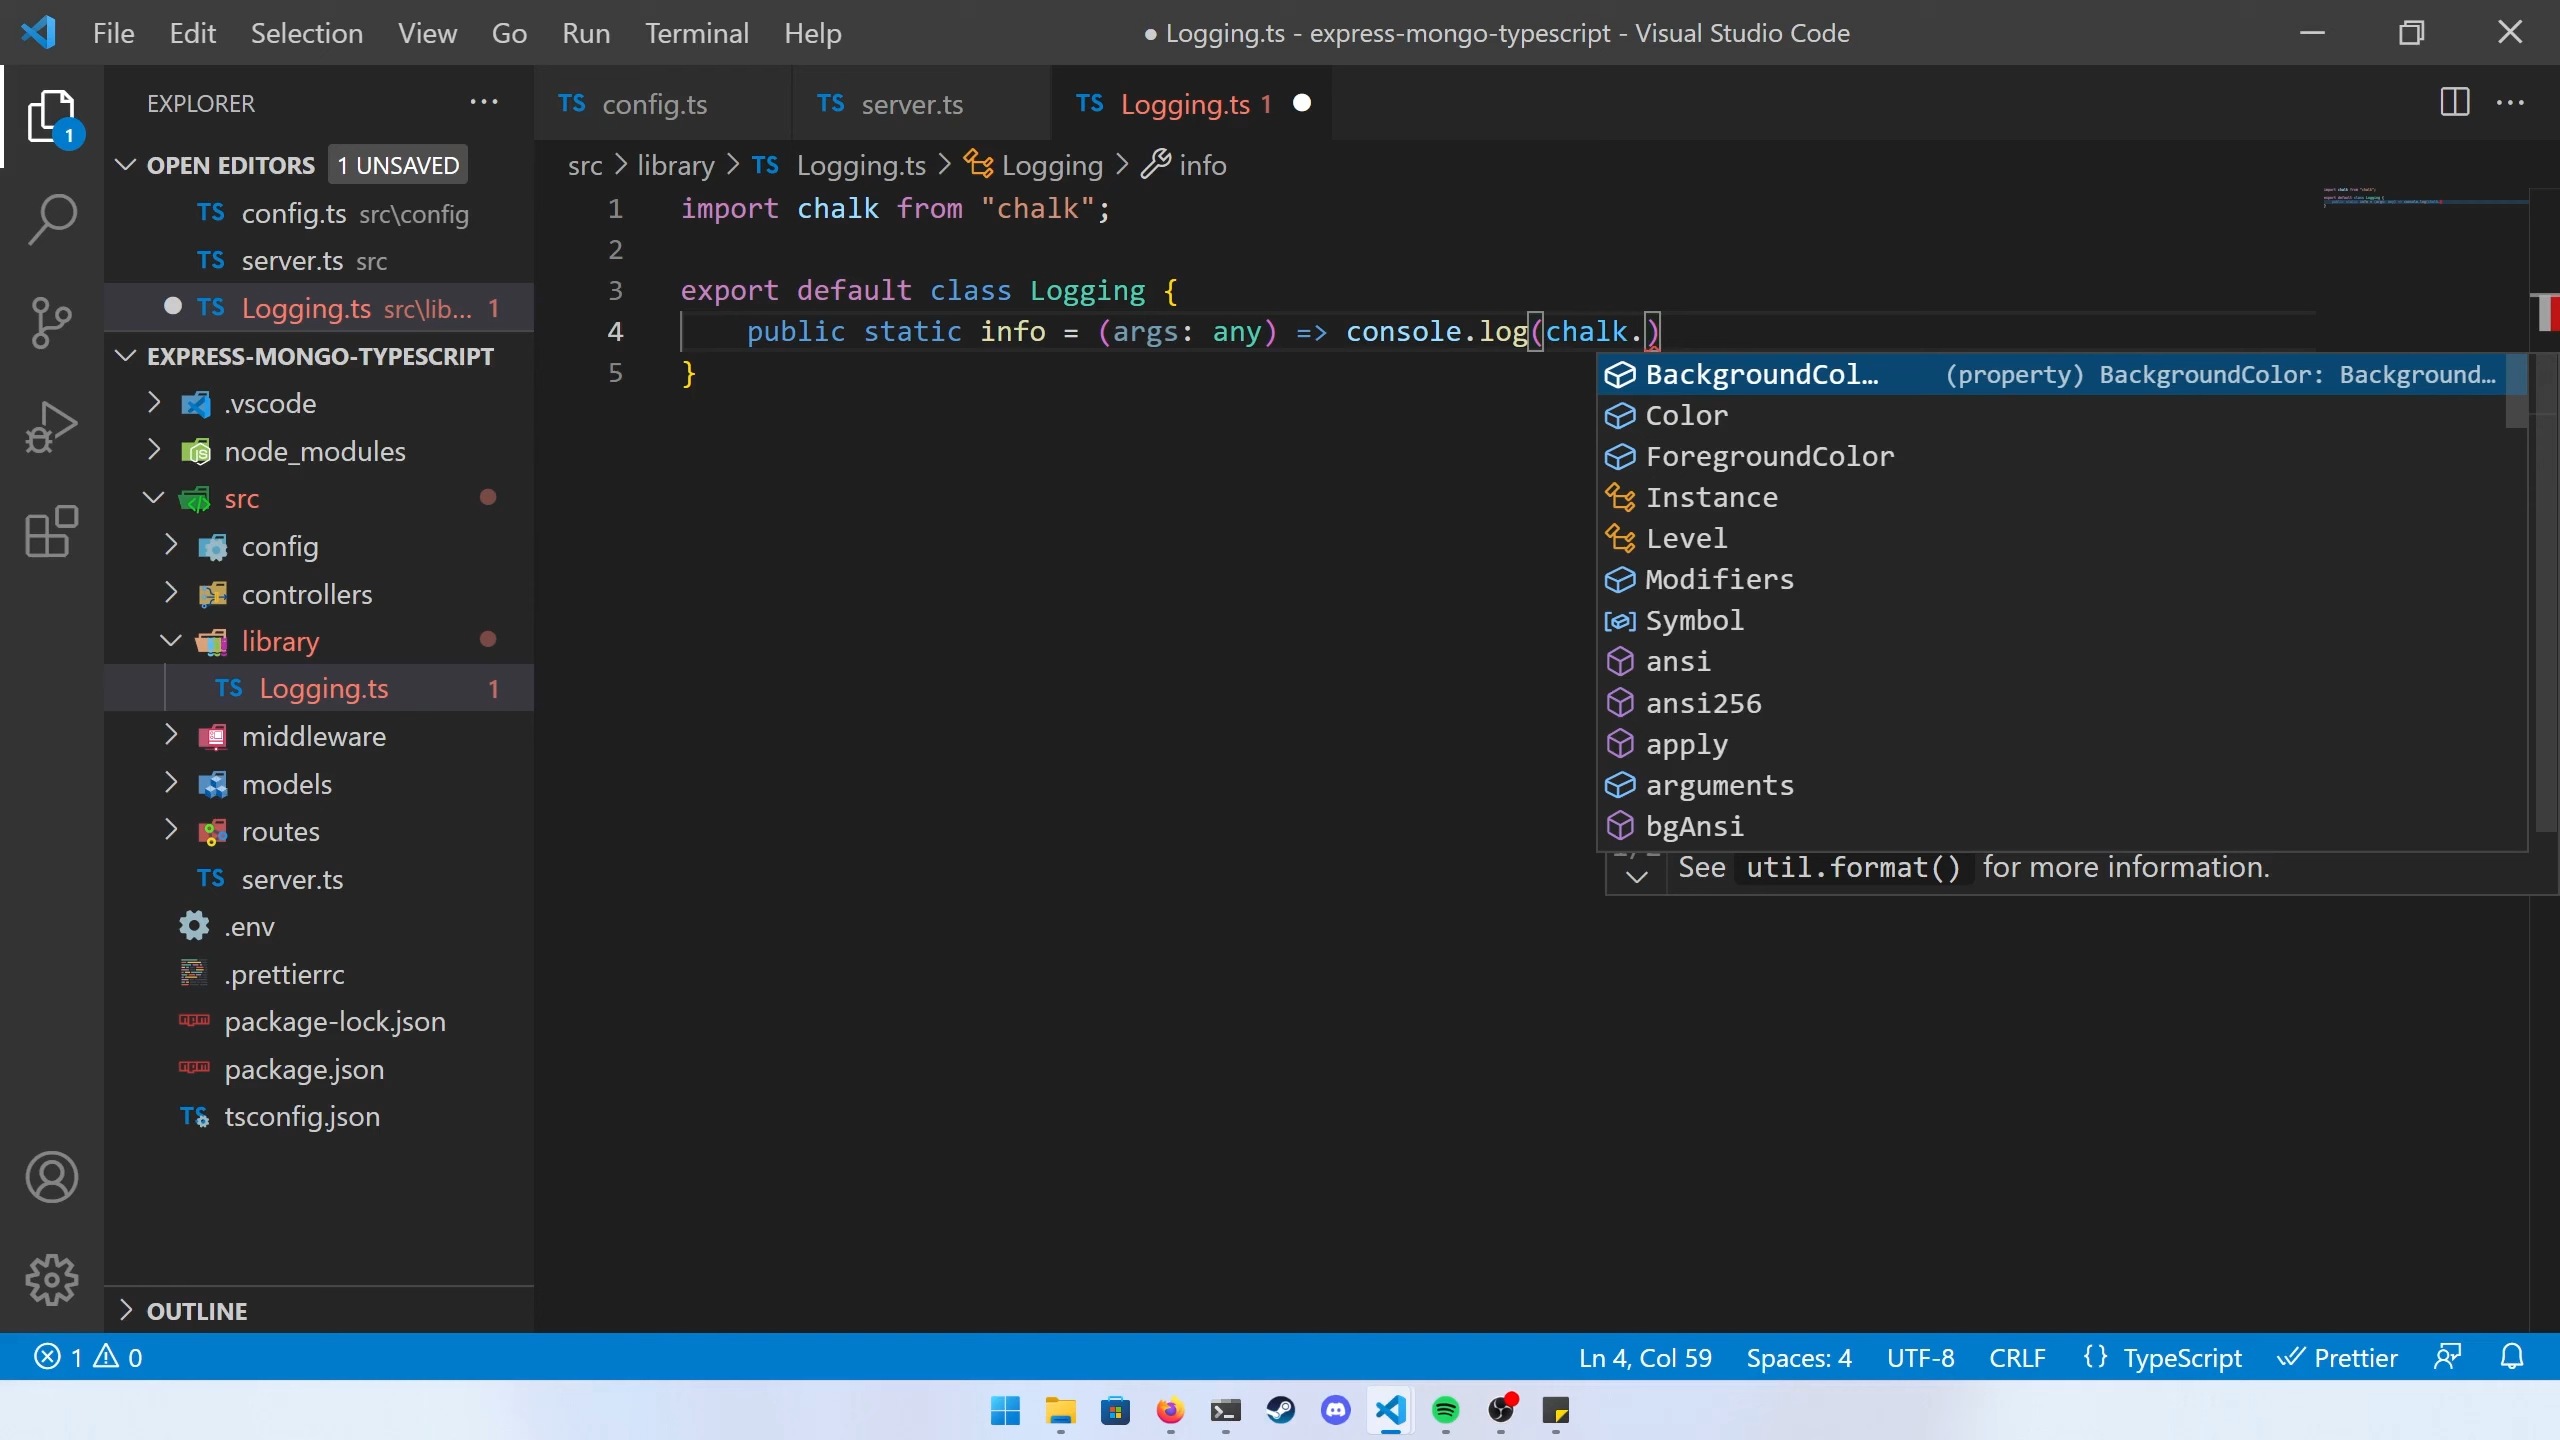 File Edit Selection View Go Run Terminal Help
● Logging.ts - express-mongo-typescript - Visual Studio Code
EXPLORER
OPEN EDITORS 1 UNSAVED
TS config.ts src\config
TS server.ts src
TS Logging.ts src\lib... 1
EXPRESS-MONGO-TYPESCRIPT
.vscode
node_modules
src
config
controllers
library
TS Logging.ts 1
middleware
models
routes
TS server.ts
.env
.prettierrc
package-lock.json
package.json
TS tsconfig.json
OUTLINE
1
TS config.ts
TS server.ts
TS Logging.ts 1
src > library > TS Logging.ts > Logging > info
1 import chalk from "chalk";
2
3 export default class Logging {
4 public static info = (args: any) => console.log(chalk.)
5 }
BackgroundCol... (property) BackgroundColor: Background...
Color
ForegroundColor
Instance
Level
Modifiers
Symbol
ansi
ansi256
apply
arguments
bgAnsi
See util.format() for more information.
1 0
Ln 4, Col 59 Spaces: 4 UTF-8 CRLF {} TypeScript Prettier